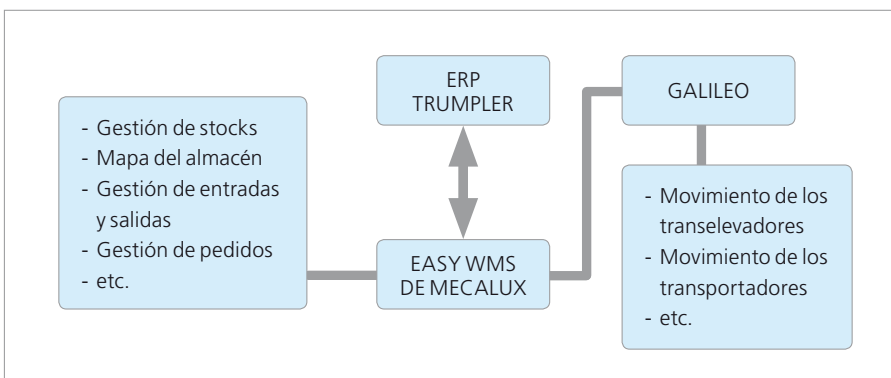 - Gestión de stocks
- Mapa del almacén
- Gestión de entradas
y salidas
- Gestión de pedidos
- etc.
ERP
TRUMPLER
EASY WMS
DE MECALUX
GALILEO
- Movimiento de los
transelevadores
- Movimiento de los
transportadores
- etc.